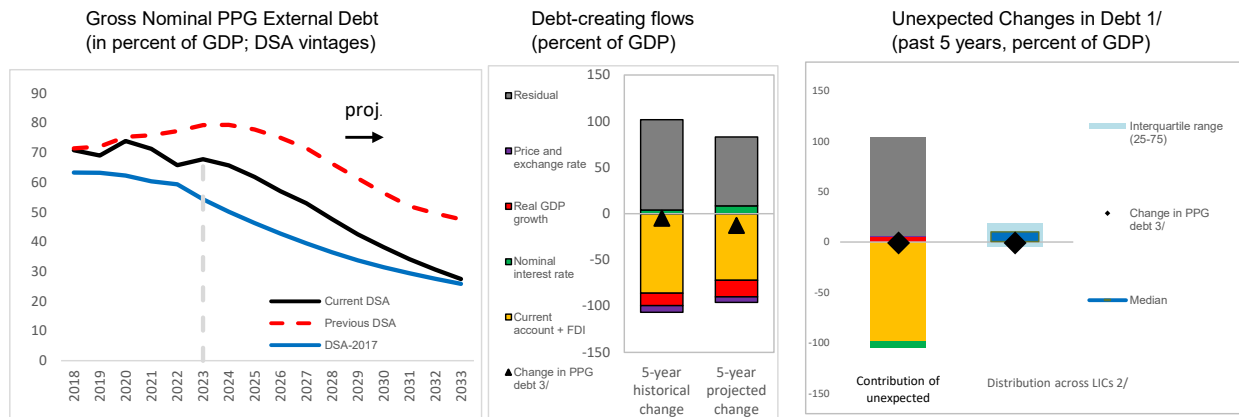 Gross Nominal PPG External Debt
(in percent of GDP; DSA vintages)
90
80
70
60
50
40
30
20
10
0
proj.
Current DSA
Previous DSA
DSA-2017
2018
2019
2020
2021
2022
2023
2024
2025
2026
2027
2028
2029
2030
2031
2032
2033
Debt-creating flows
(percent of GDP)
Residual
Price and
exchange rate
Real GDP
growth
Nominal
interest rate
Current
account + FDI
Change in PPG
debt 3/
150
100
50
0
-50
-100
-150
5-year
historical
change
5-year
projected
change
Unexpected Changes in Debt 1/
(past 5 years, percent of GDP)
150
100
50
0
-50
-100
-150
Contribution of
unexpected
Distribution across LICs 2/
Interquartile range
(25-75)
Change in PPG
debt 3/
Median